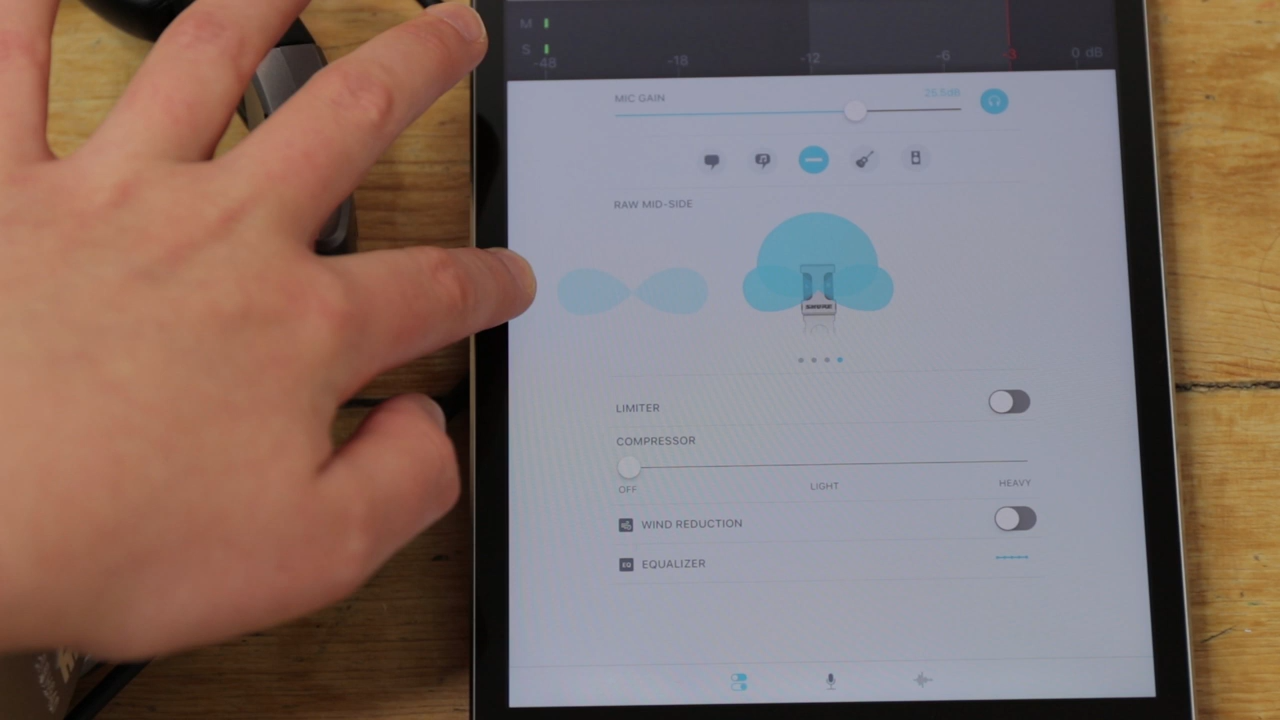 M
S
-48 -18 -12 -6 -3 0 dB
MIC GAIN 25.5dB
RAW MID-SIDE
SHURE
LIMITER
COMPRESSOR
OFF LIGHT HEAVY
WIND REDUCTION
EQ EQUALIZER